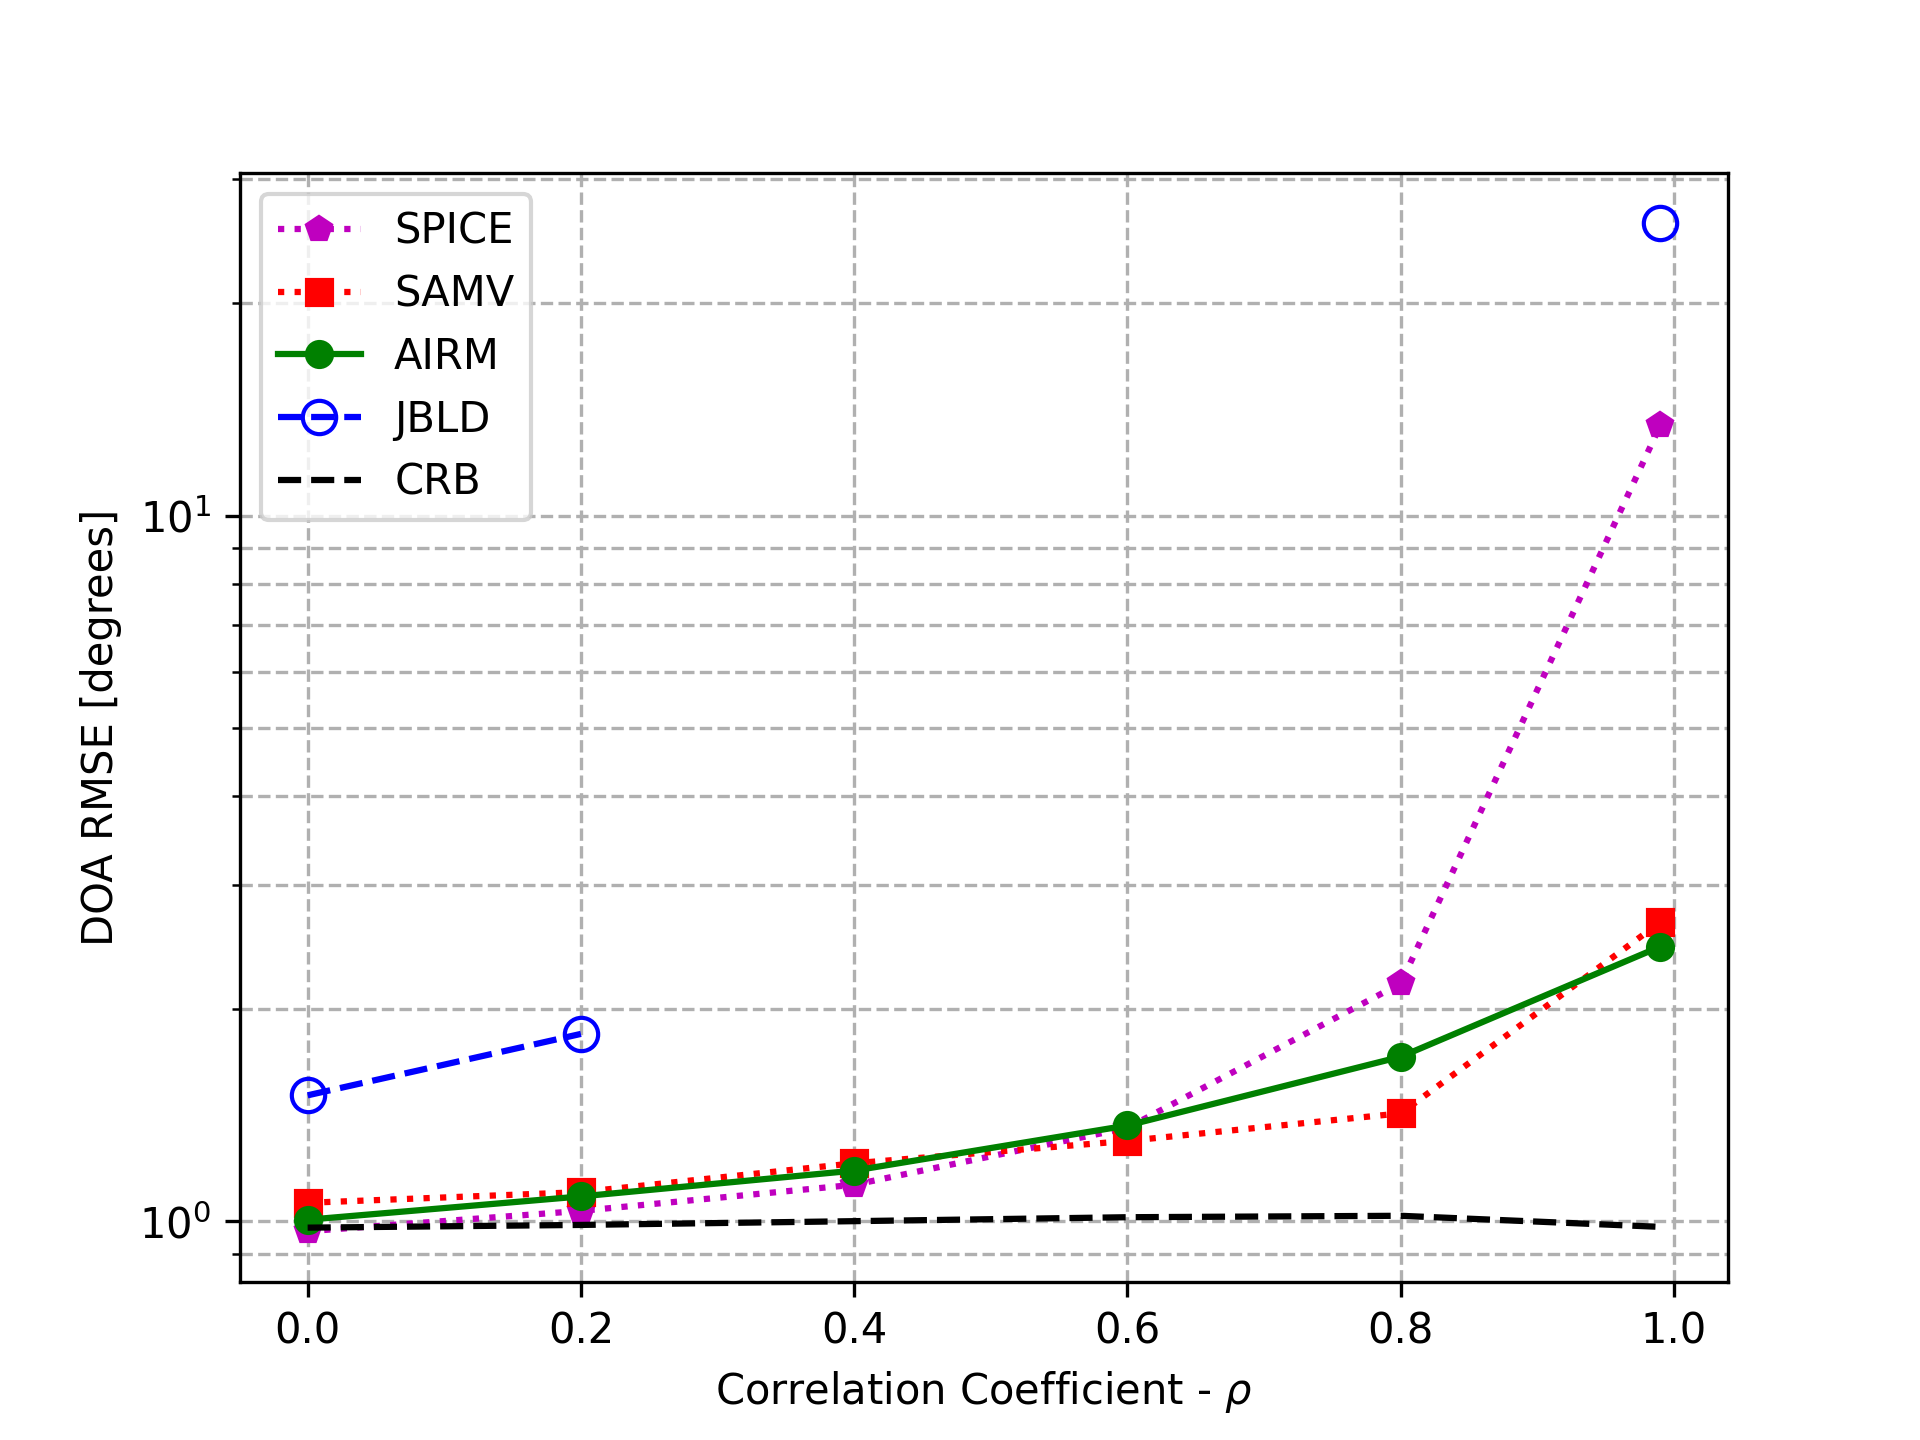 SPICE
SAMV
AIRM
JBLD
CRB
10¹
10⁰
DOA RMSE [degrees]
0.0 0.2 0.4 0.6 0.8 1.0
Correlation Coefficient - ρ